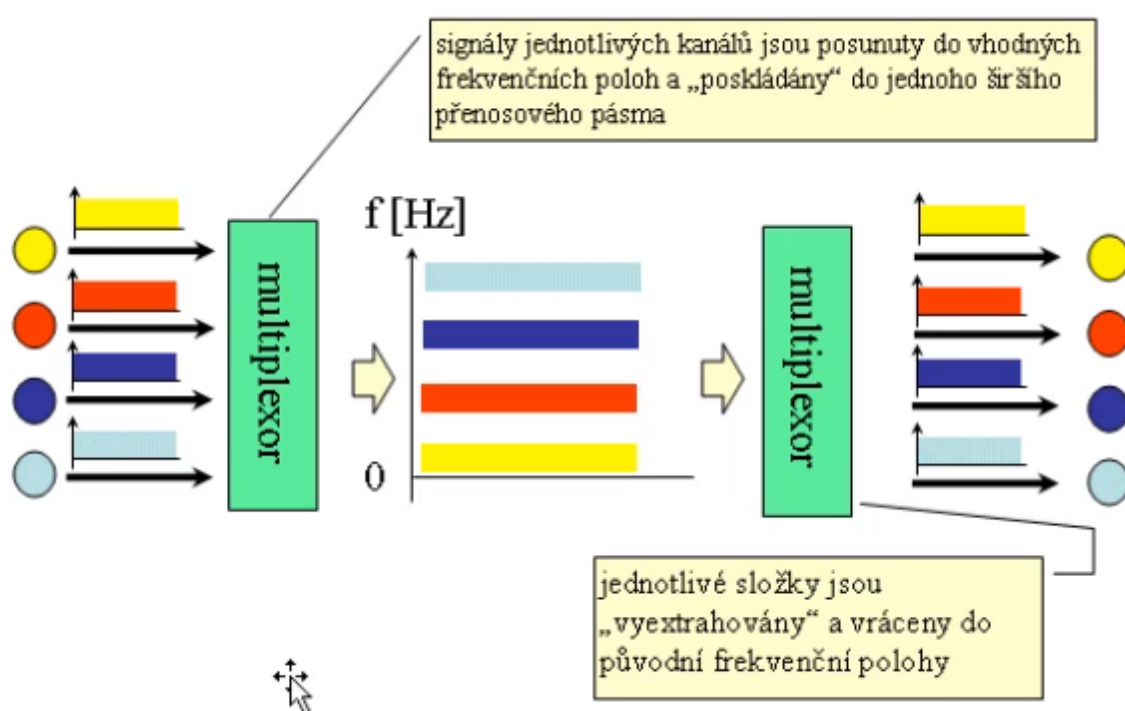 signály jednotlivých kanálů jsou posunuty do vhodných
frekvenčních poloh a „poskládány“ do jednoho širšího
přenosového pásma
multiplexor
f [Hz]
0
multiplexor
jednotlivé složky jsou
„vyextrahovány“ a vráceny do
původní frekvenční polohy